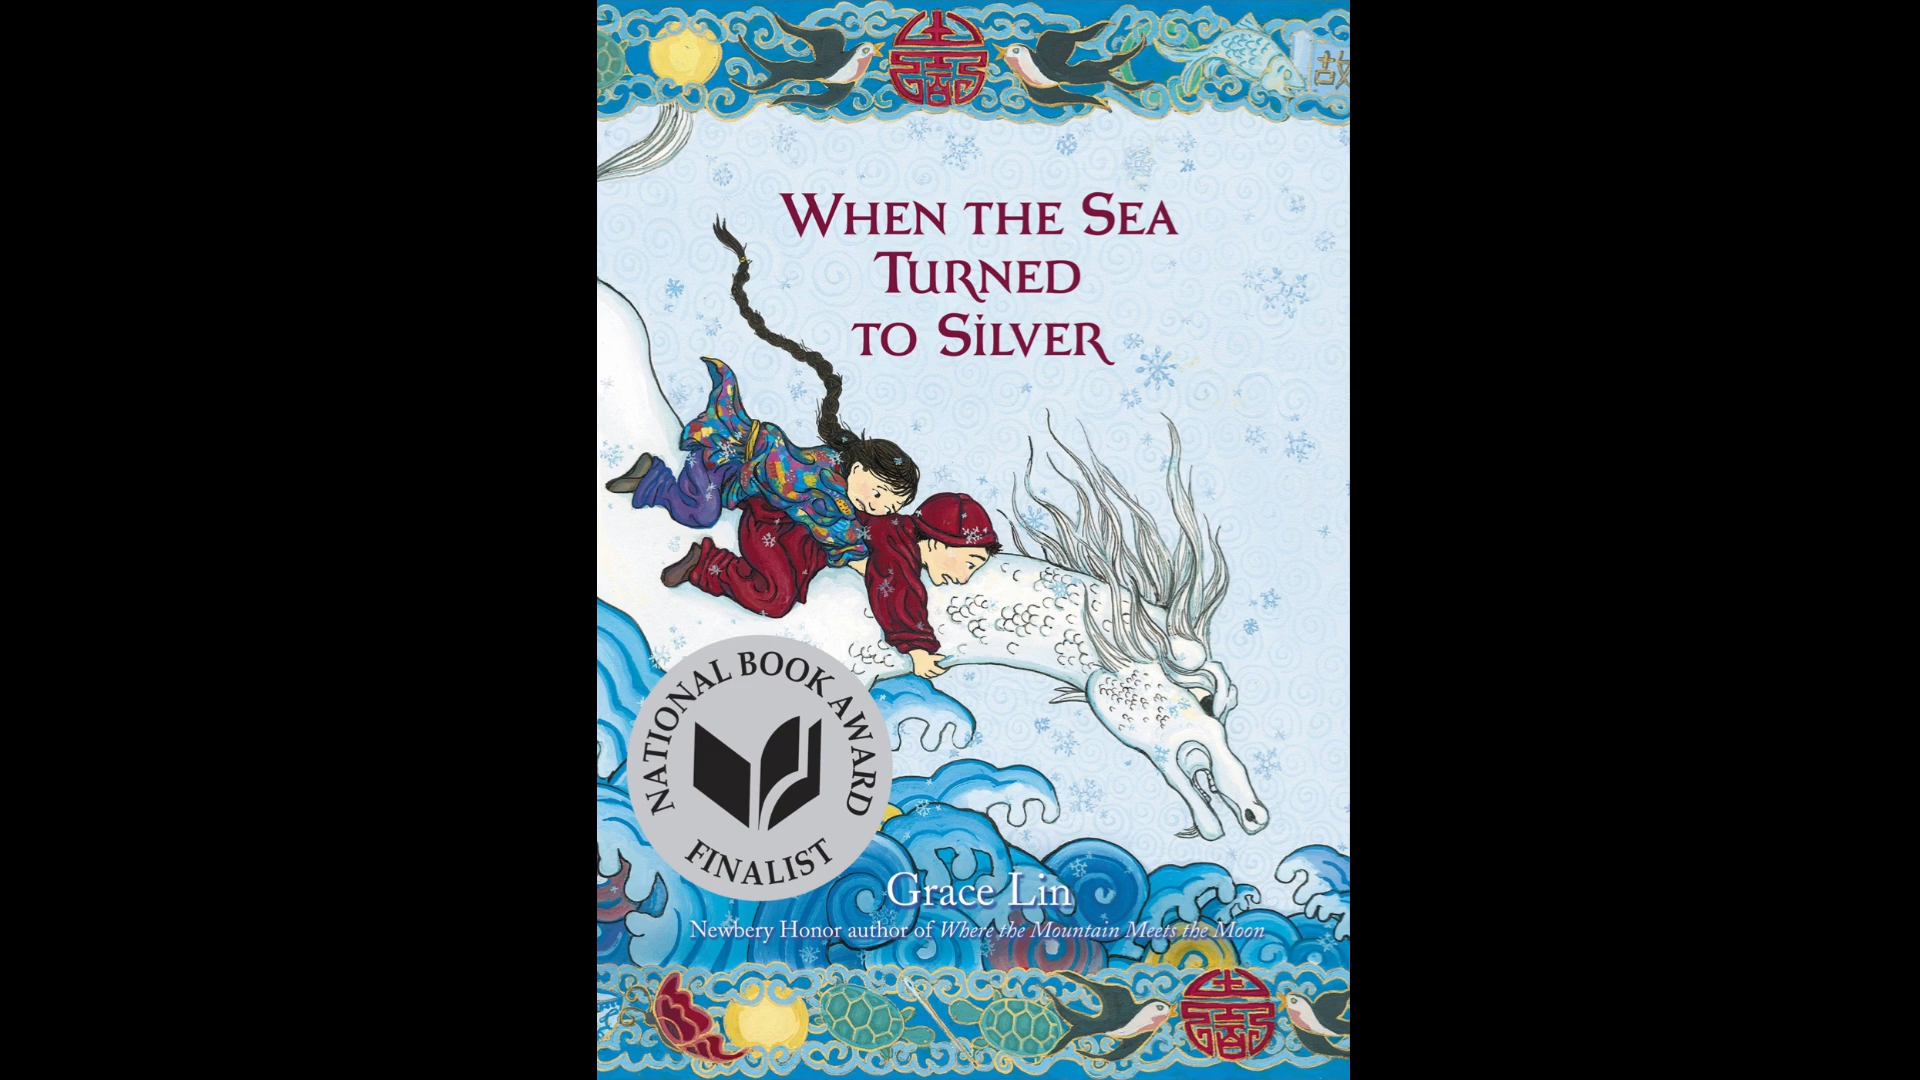 故
When the Sea
Turned
to Silver
NATIONAL BOOK AWARD
FINALIST
Grace Lin
Newbery Honor author of Where the Mountain Meets the Moon